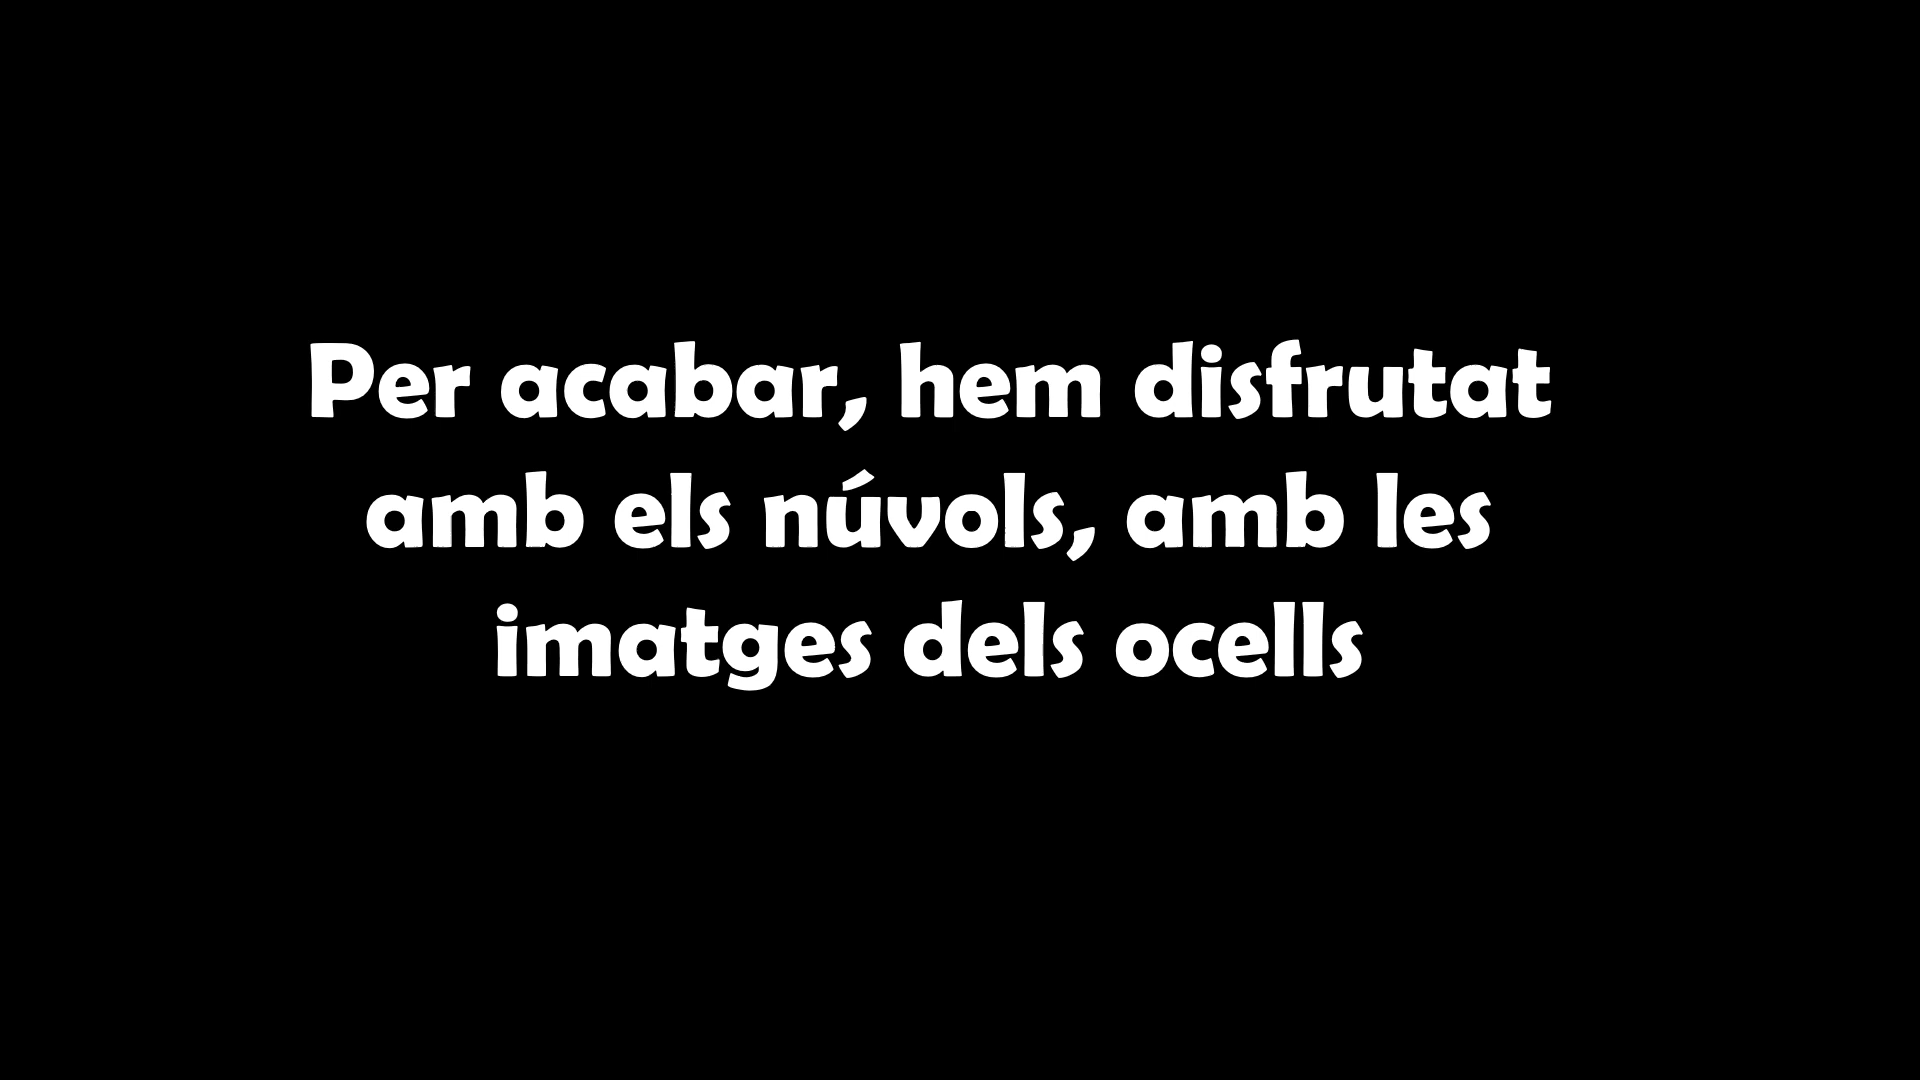 Per acabar, hem disfrutat
amb els núvols, amb les
imatges dels ocells